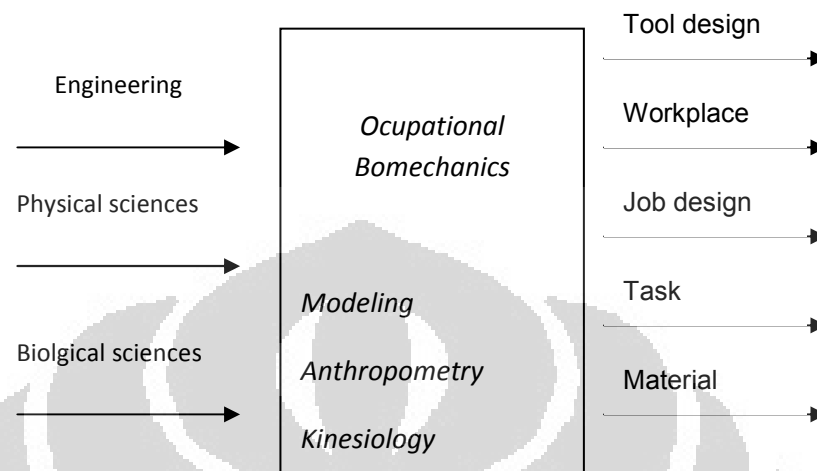 Engineering
Physical sciences
Biolgical sciences
Ocupational
Bomechanics
Modeling
Anthropometry
Kinesiology
Tool design
Workplace
Job design
Task
Material